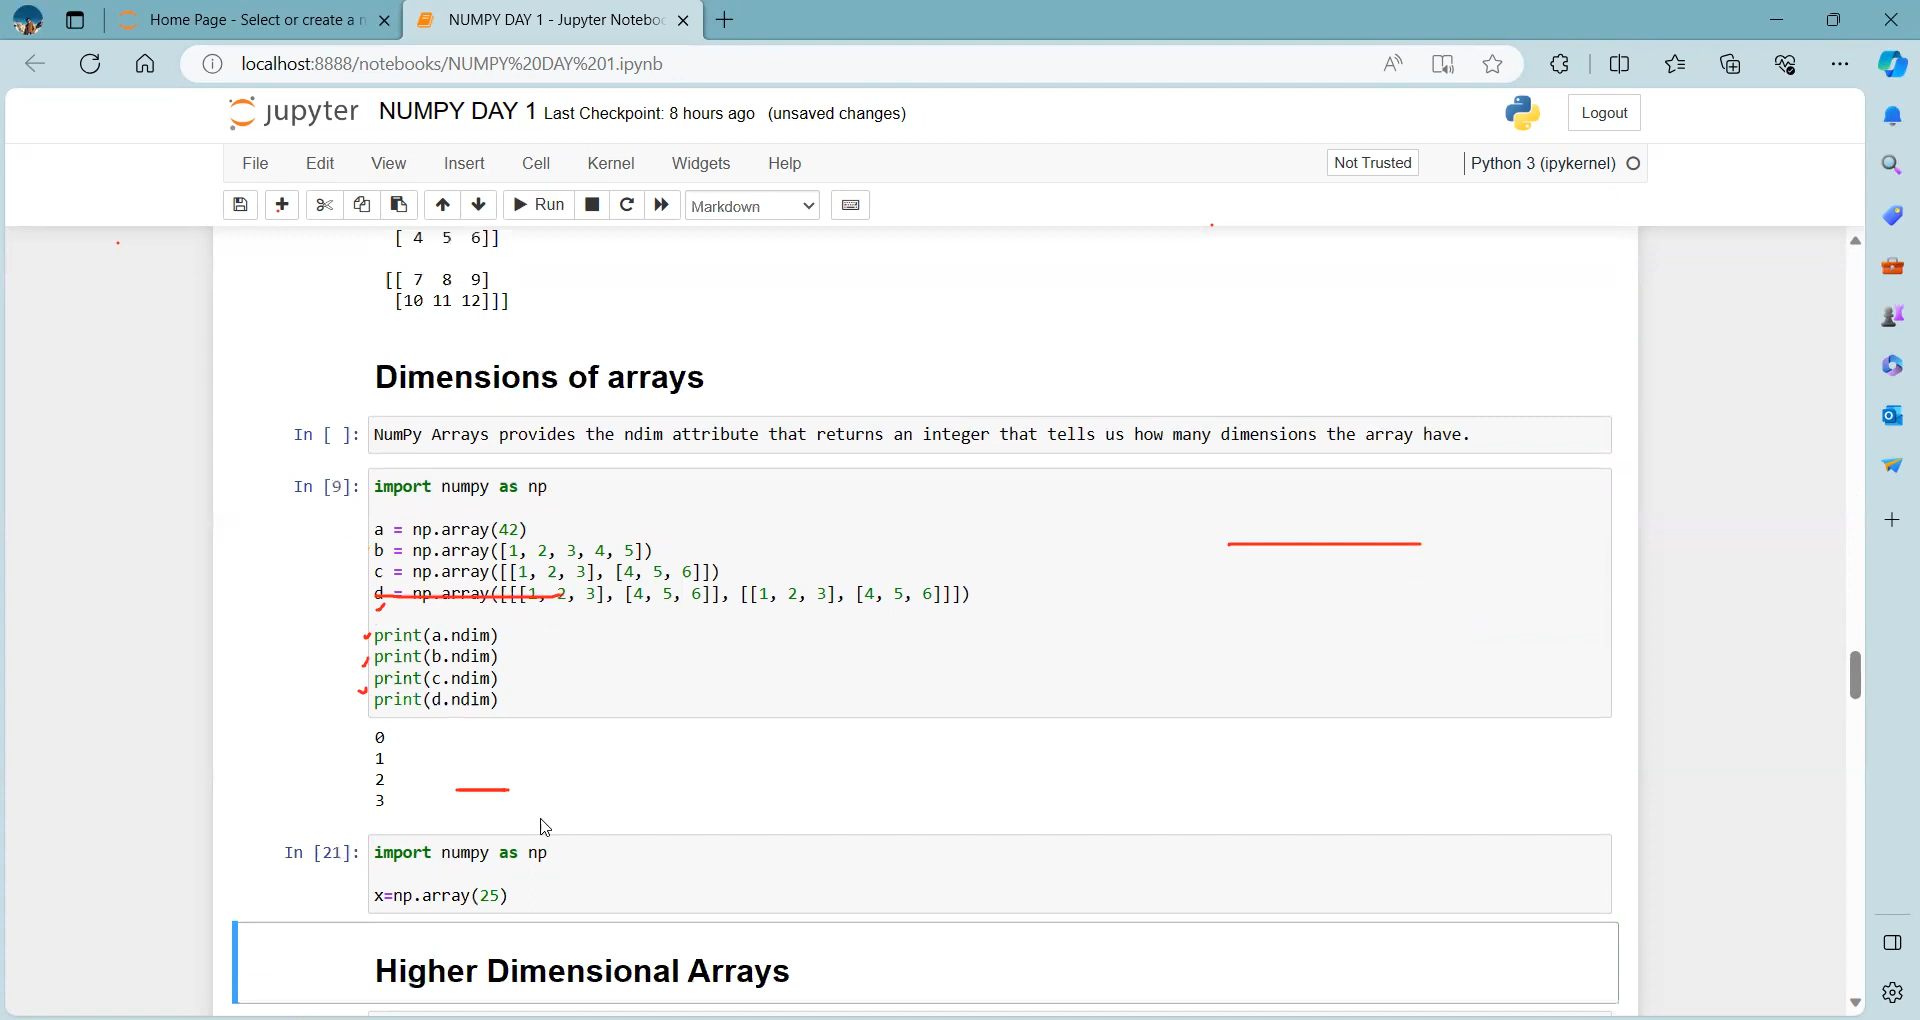 Home Page - Select or create a n
NUMPY DAY 1 - Jupyter Noteboo
localhost:8888/notebooks/NUMPY%20DAY%201.ipynb
jupyter NUMPY DAY 1 Last Checkpoint: 8 hours ago (unsaved changes)
Logout
File Edit View Insert Cell Kernel Widgets Help
Not Trusted
Python 3 (ipykernel)
Run
Markdown
[ 4 5 6]]
[[ 7 8 9]
[10 11 12]]]
Dimensions of arrays
In [ ]: NumPy Arrays provides the ndim attribute that returns an integer that tells us how many dimensions the array have.
In [9]: import numpy as np
a = np.array(42)
b = np.array([1, 2, 3, 4, 5])
c = np.array([[1, 2, 3], [4, 5, 6]])
d = np.array([[[1, 2, 3], [4, 5, 6]], [[1, 2, 3], [4, 5, 6]]])
print(a.ndim)
print(b.ndim)
print(c.ndim)
print(d.ndim)
0
1
2
3
In [21]: import numpy as np
x=np.array(25)
Higher Dimensional Arrays